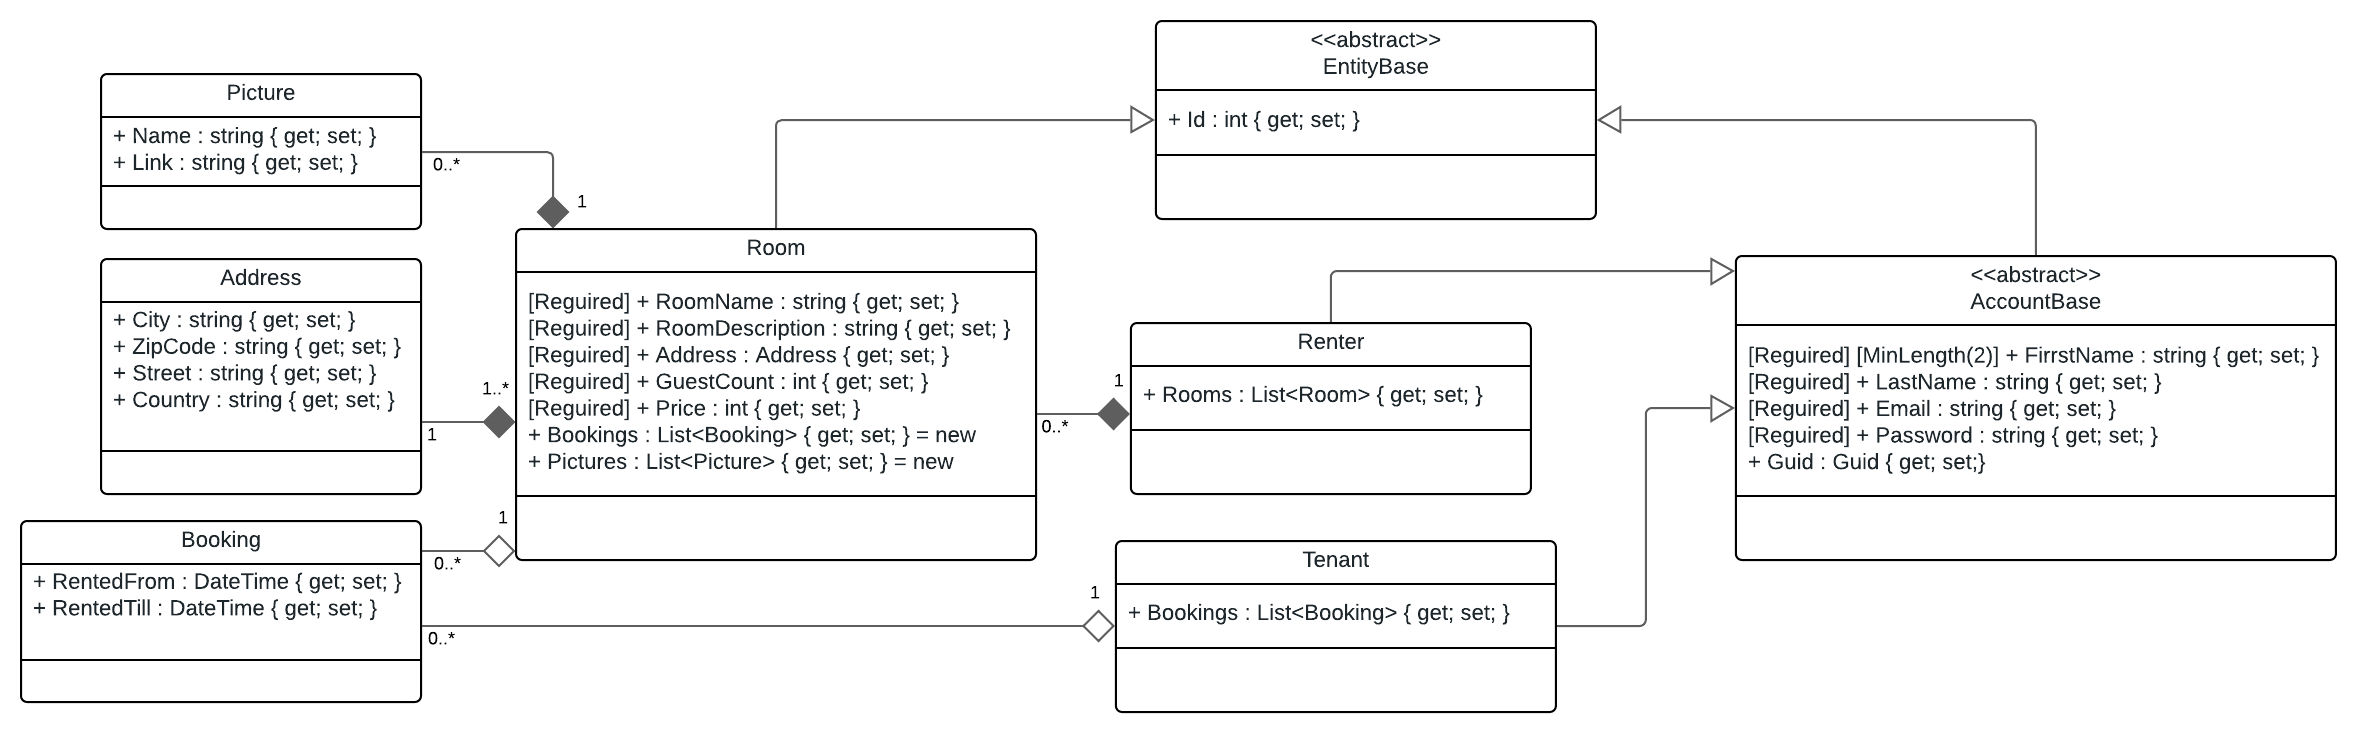 <<abstract>>
EntityBase
+ Id : int { get; set; }
Picture
+ Name : string { get; set; }
+ Link : string { get; set; }
0..*
1
Address
+ City : string { get; set; }
+ ZipCode : string { get; set; }
+ Street : string { get; set; }
+ Country : string { get; set; }
1..*
1
Room
[Reguired] + RoomName : string { get; set; }
[Reguired] + RoomDescription : string { get; set; }
[Reguired] + Address : Address { get; set; }
[Reguired] + GuestCount : int { get; set; }
[Reguired] + Price : int { get; set; }
+ Bookings : List<Booking> { get; set; } = new
+ Pictures : List<Picture> { get; set; } = new
1
0..*
Renter
+ Rooms : List<Room> { get; set; }
<<abstract>>
AccountBase
[Reguired] [MinLength(2)] + FirrstName : string { get; set; }
[Reguired] + LastName : string { get; set; }
[Reguired] + Email : string { get; set; }
[Reguired] + Password : string { get; set; }
+ Guid : Guid { get; set;}
Booking
+ RentedFrom : DateTime { get; set; }
+ RentedTill : DateTime { get; set; }
1
0..*
1
0..*
Tenant
+ Bookings : List<Booking> { get; set; }